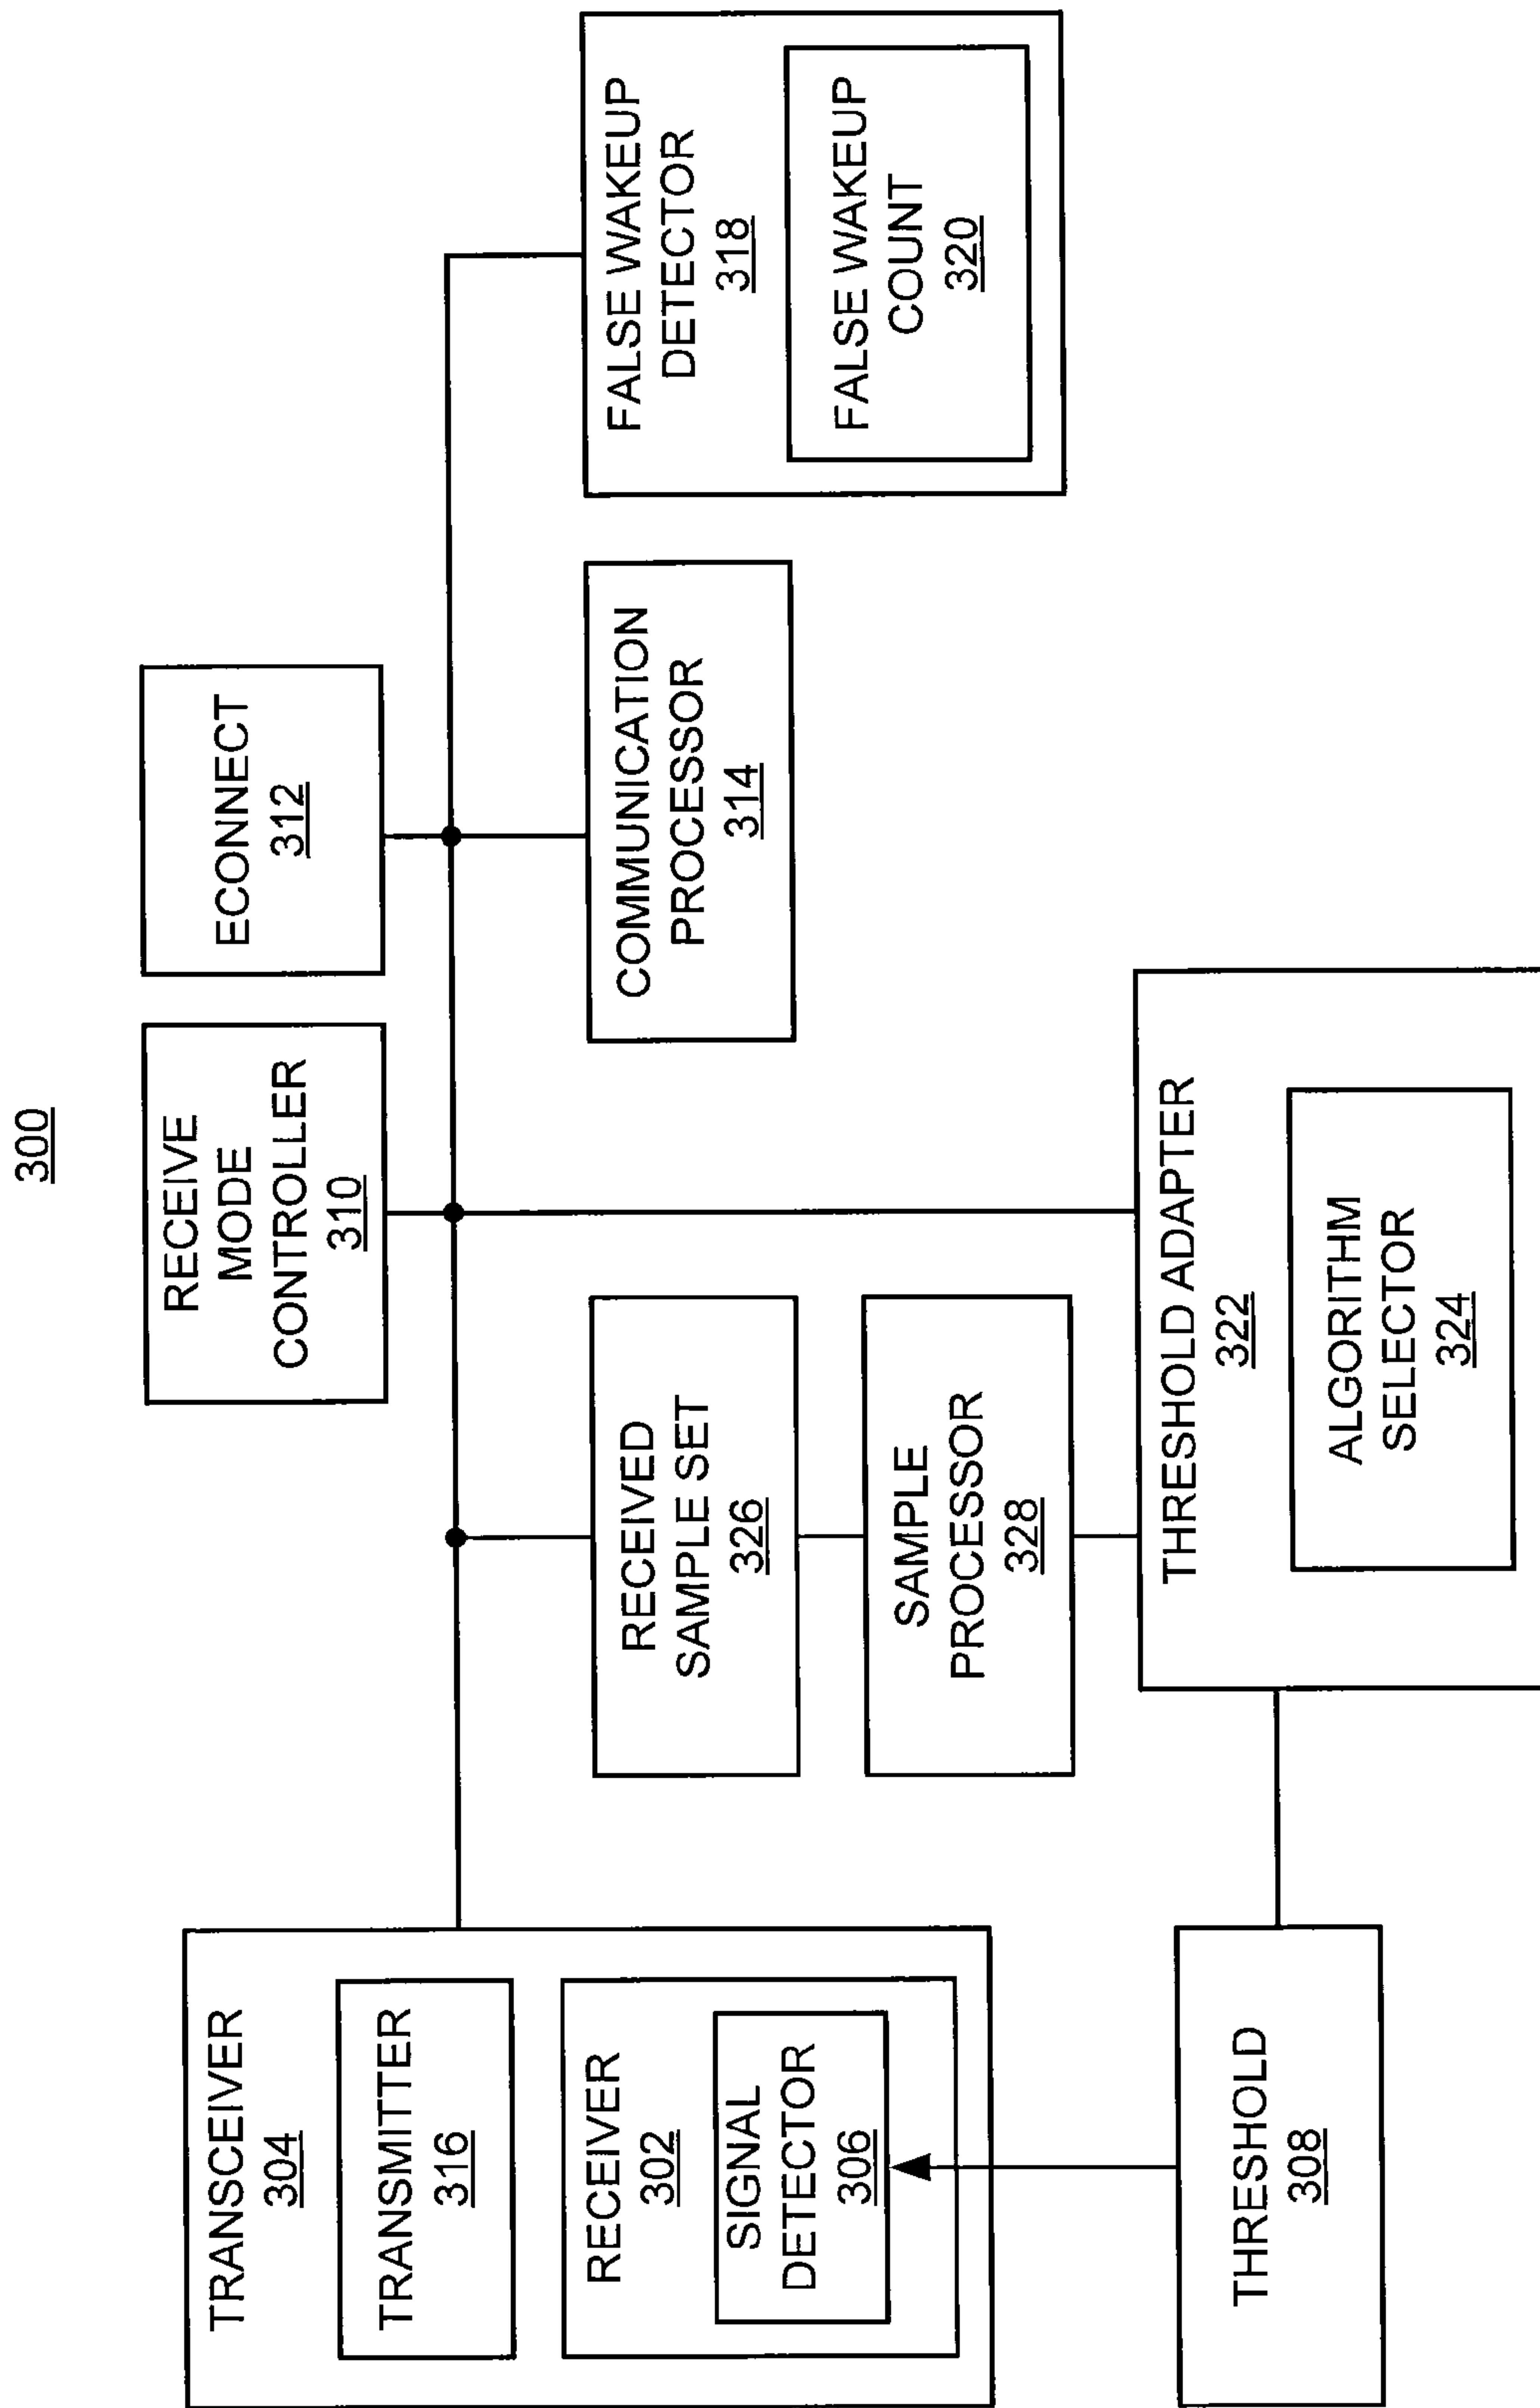 300
TRANSCEIVER
304
TRANSMITTER
316
RECEIVER
302
SIGNAL
DETECTOR
306
THRESHOLD
308
RECEIVE
MODE
CONTROLLER
310
ECONNECT
312
RECEIVED
SAMPLE SET
326
SAMPLE
PROCESSOR
328
THRESHOLD ADAPTER
322
ALGORITHM
SELECTOR
324
COMMUNICATION
PROCESSOR
314
FALSE WAKEUP
DETECTOR
318
FALSE WAKEUP
COUNT
320